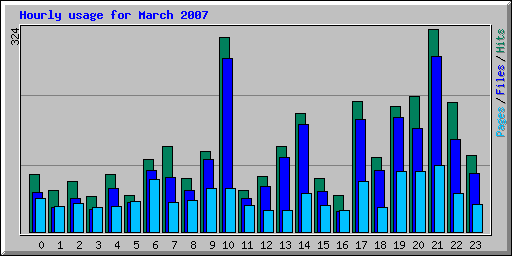 Hourly usage for March 2007
324
Pages / Files / Hits
0 1 2 3 4 5 6 7 8 9 10 11 12 13 14 15 16 17 18 19 20 21 22 23